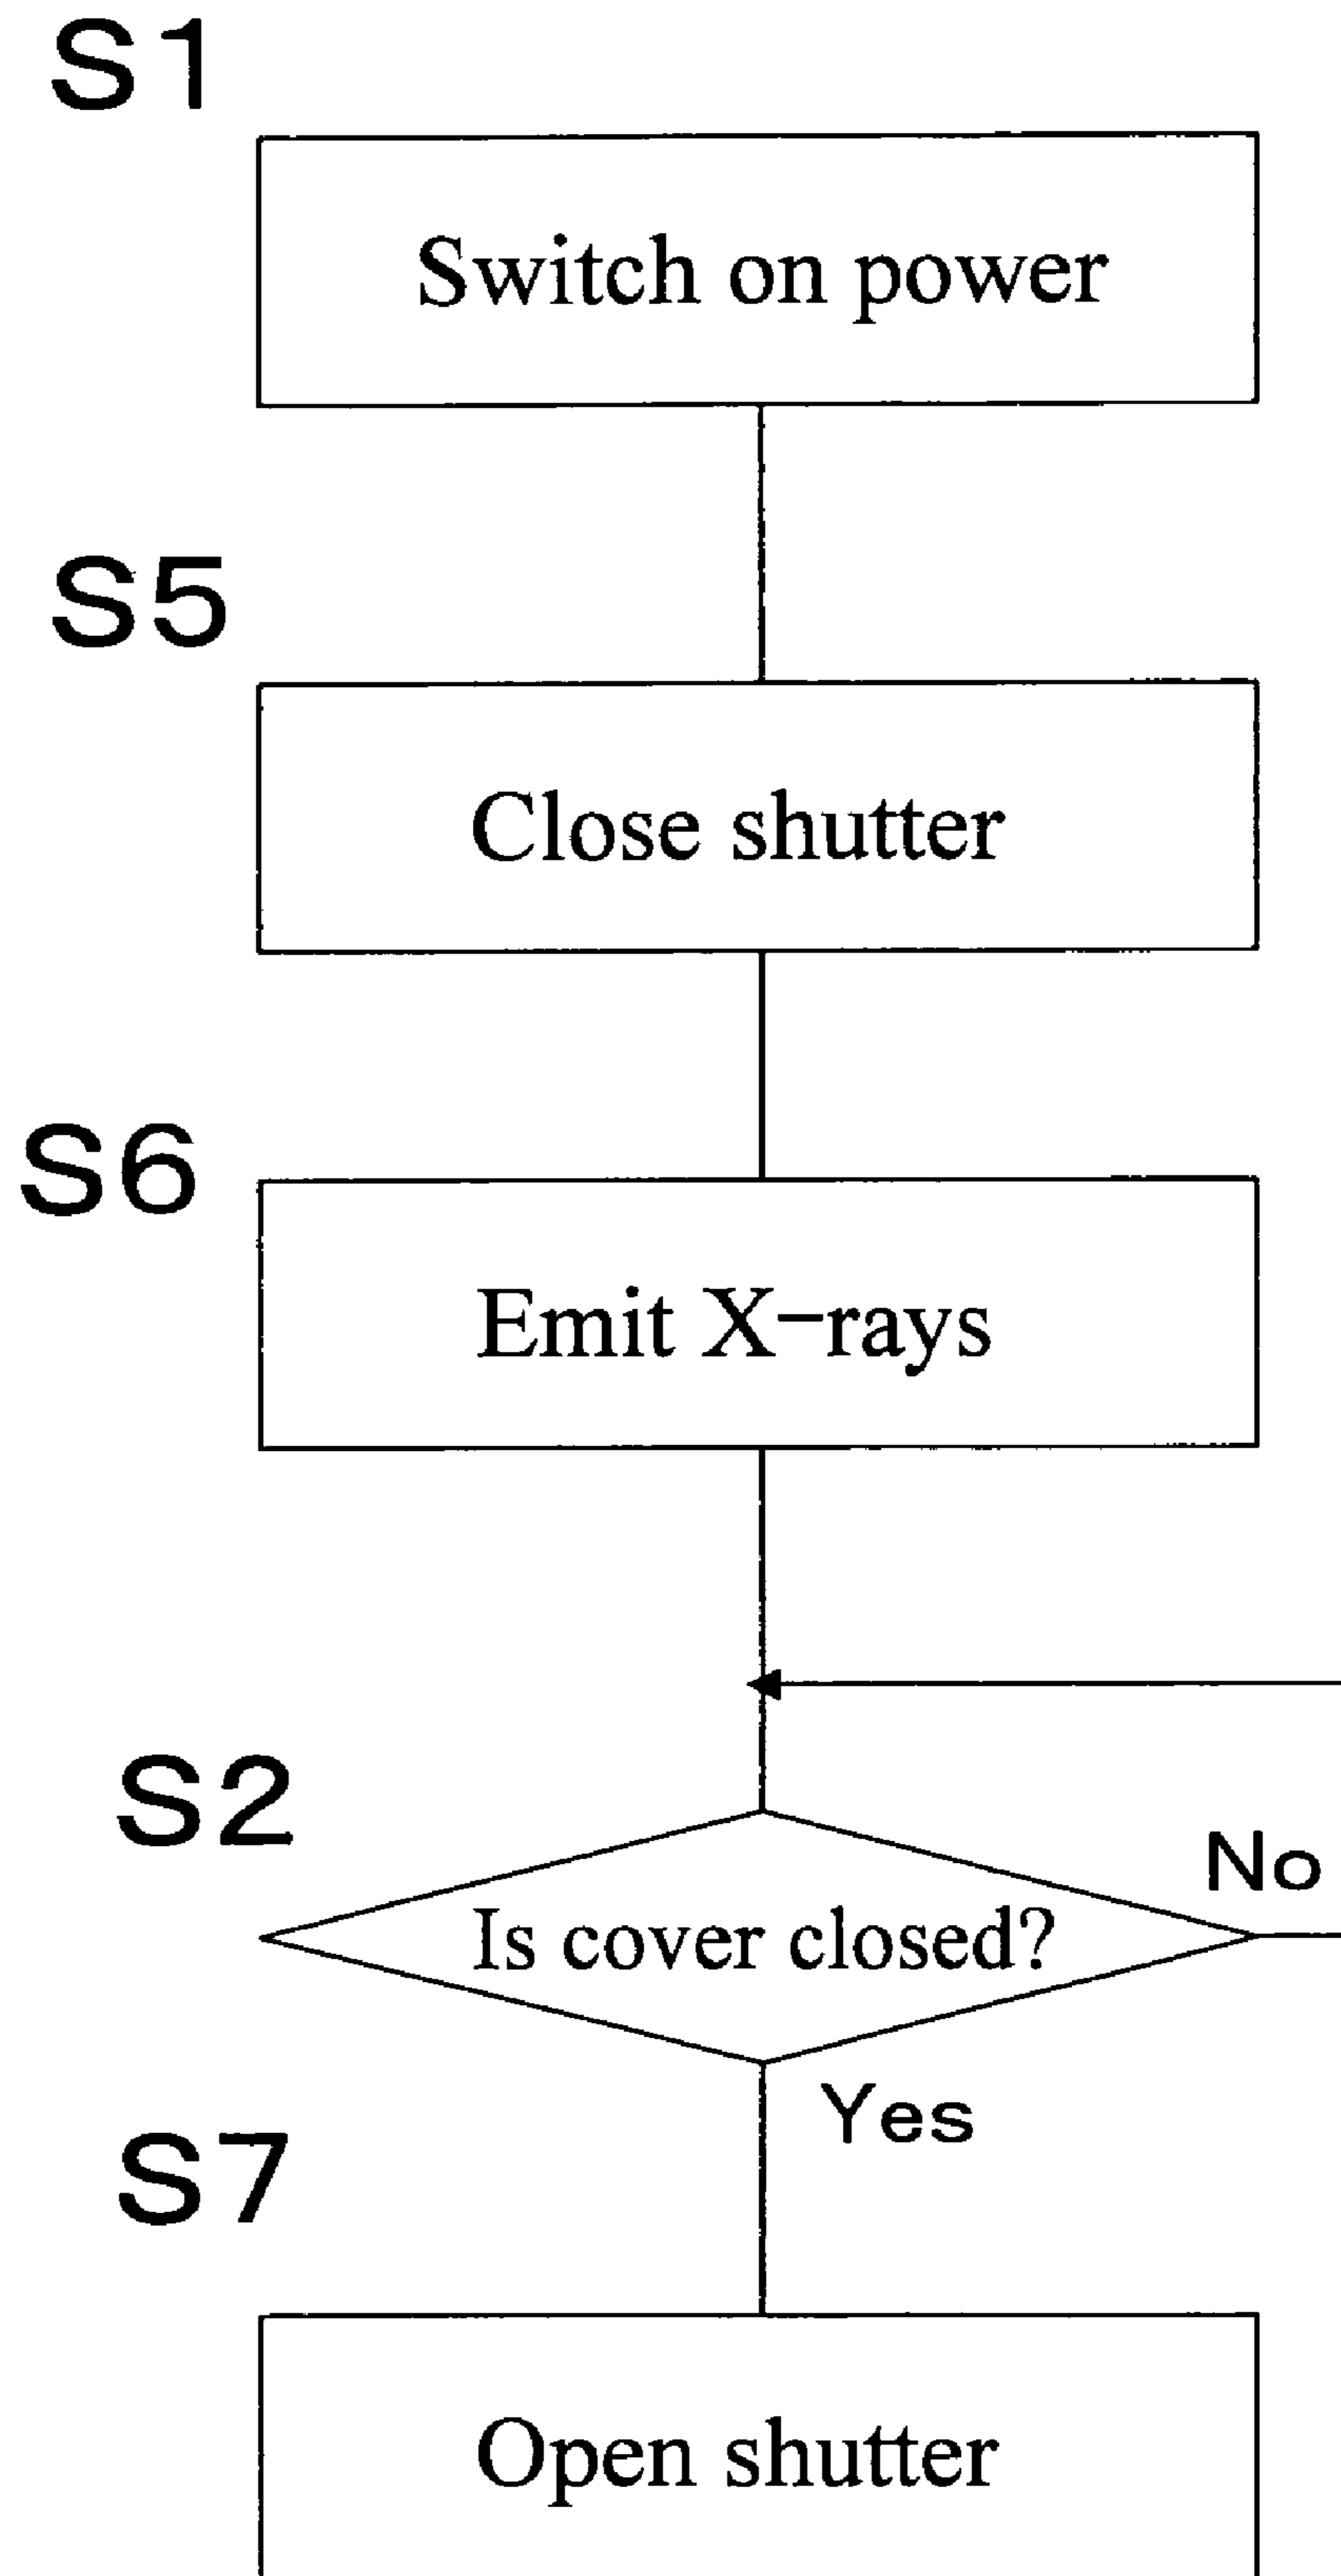 S1
Switch on power
S5
Close shutter
S6
Emit X-rays
S2
No
Is cover closed?
Yes
S7
Open shutter